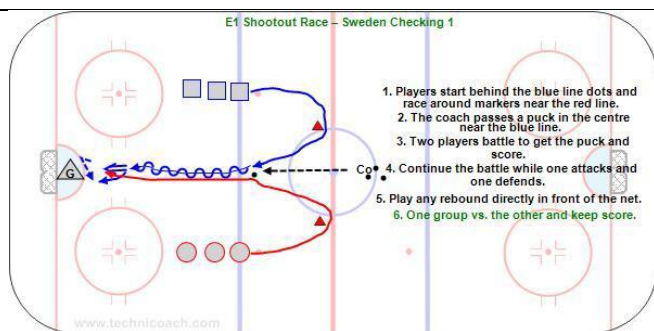 E1 Shootout Race – Sweden Checking 1
1. Players start behind the blue line dots and
race around markers near the red line.
2. The coach passes a puck in the centre
near the blue line.
3. Two players battle to get the puck and
score.
Co
4. Continue the battle while one attacks and
one defends.
G
5. Play any rebound directly in front of the net.
6. One group vs. the other and keep score.
www.technicoach.com